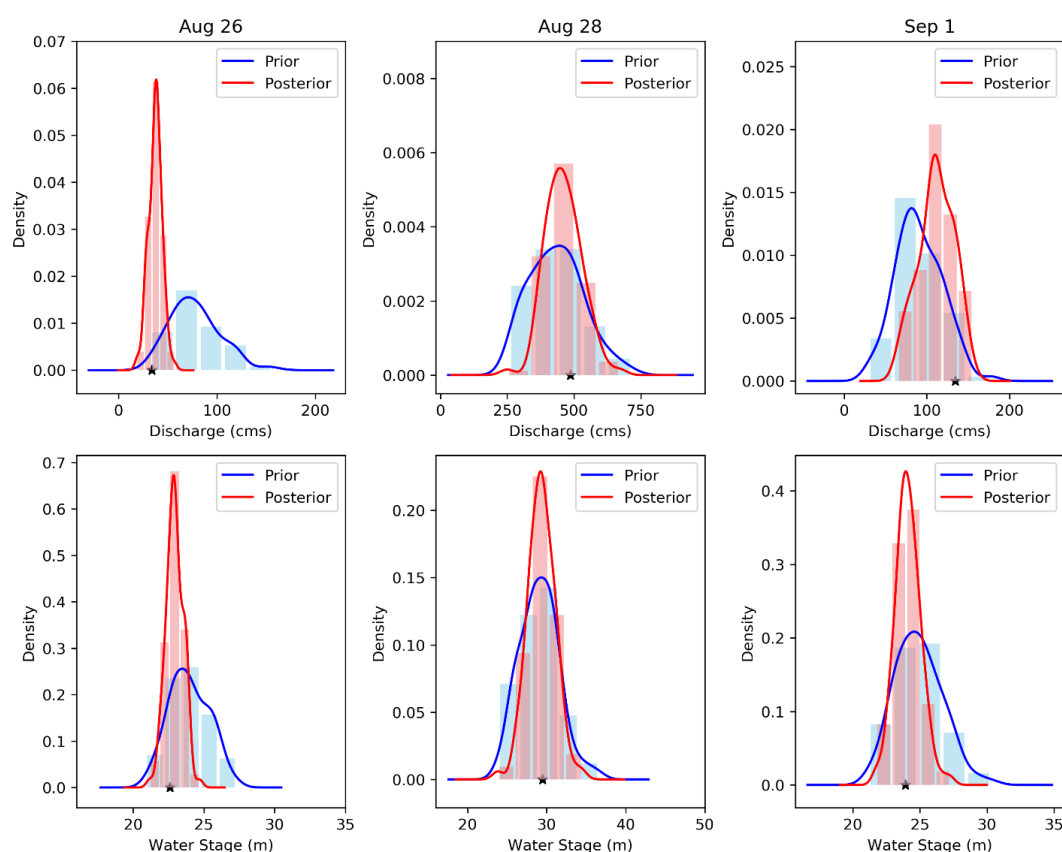 Aug 26
Aug 28
Sep 1
0.07
0.06
0.05
0.04
0.03
0.02
0.01
0.00
Density
Prior
Posterior
0
100
200
Discharge (cms)
0.008
0.006
0.004
0.002
0.000
Density
Prior
Posterior
0
250
500
750
Discharge (cms)
0.025
0.020
0.015
0.010
0.005
0.000
Density
Prior
Posterior
0
100
200
Discharge (cms)
0.7
0.6
0.5
0.4
0.3
0.2
0.1
0.0
Density
Prior
Posterior
20
25
30
35
Water Stage (m)
0.20
0.15
0.10
0.05
0.00
Density
Prior
Posterior
20
30
40
50
Water Stage (m)
0.4
0.3
0.2
0.1
0.0
Density
Prior
Posterior
20
25
30
35
Water Stage (m)